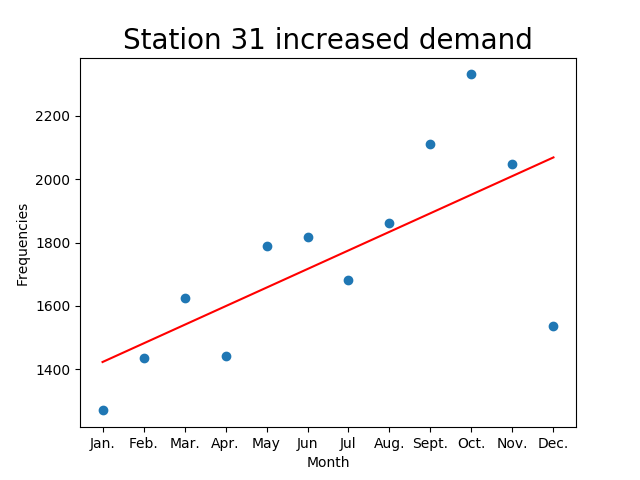 Station 31 increased demand
Frequencies
2200
2000
1800
1600
1400
Jan. Feb. Mar. Apr. May Jun Jul Aug. Sept. Oct. Nov. Dec.
Month